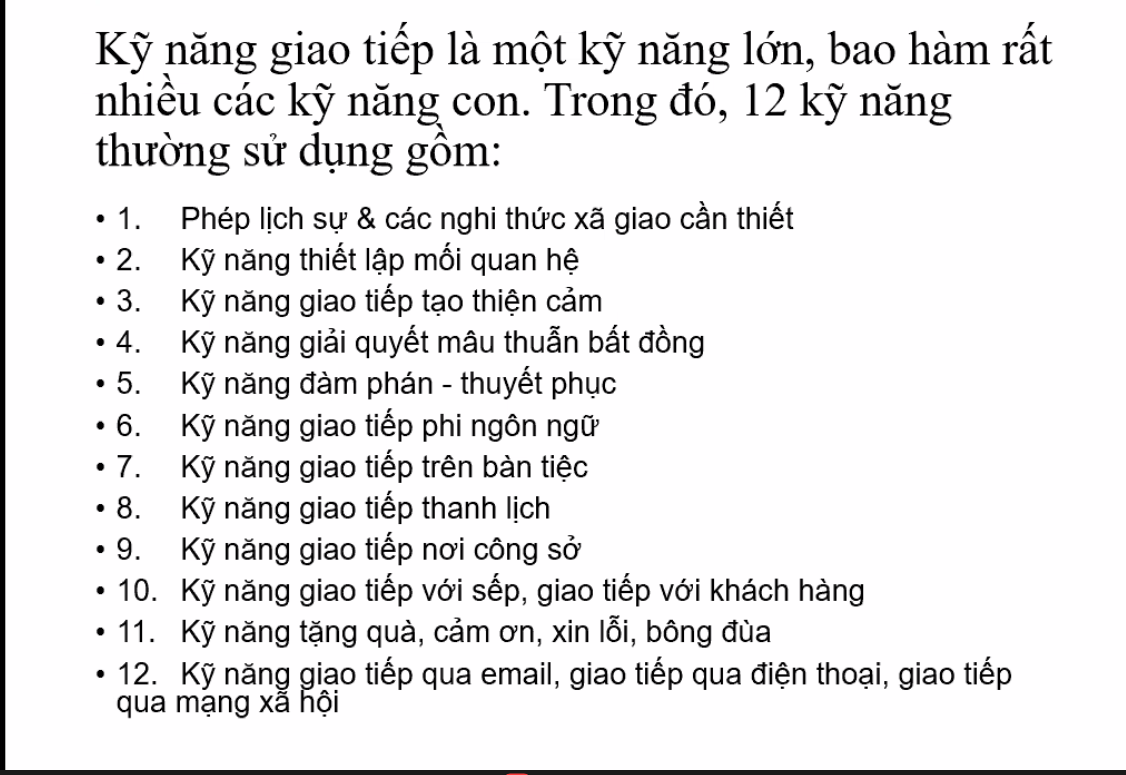 Kỹ năng giao tiếp là một kỹ năng lớn, bao hàm rất
nhiều các kỹ năng con. Trong đó, 12 kỹ năng
thường sử dụng gồm:
• 1. Phép lịch sự & các nghi thức xã giao cần thiết
• 2. Kỹ năng thiết lập mối quan hệ
• 3. Kỹ năng giao tiếp tạo thiện cảm
• 4. Kỹ năng giải quyết mâu thuẫn bất đồng
• 5. Kỹ năng đàm phán - thuyết phục
• 6. Kỹ năng giao tiếp phi ngôn ngữ
• 7. Kỹ năng giao tiếp trên bàn tiệc
• 8. Kỹ năng giao tiếp thanh lịch
• 9. Kỹ năng giao tiếp nơi công sở
• 10. Kỹ năng giao tiếp với sếp, giao tiếp với khách hàng
• 11. Kỹ năng tặng quà, cảm ơn, xin lỗi, bông đùa
• 12. Kỹ năng giao tiếp qua email, giao tiếp qua điện thoại, giao tiếp
qua mạng xã hội